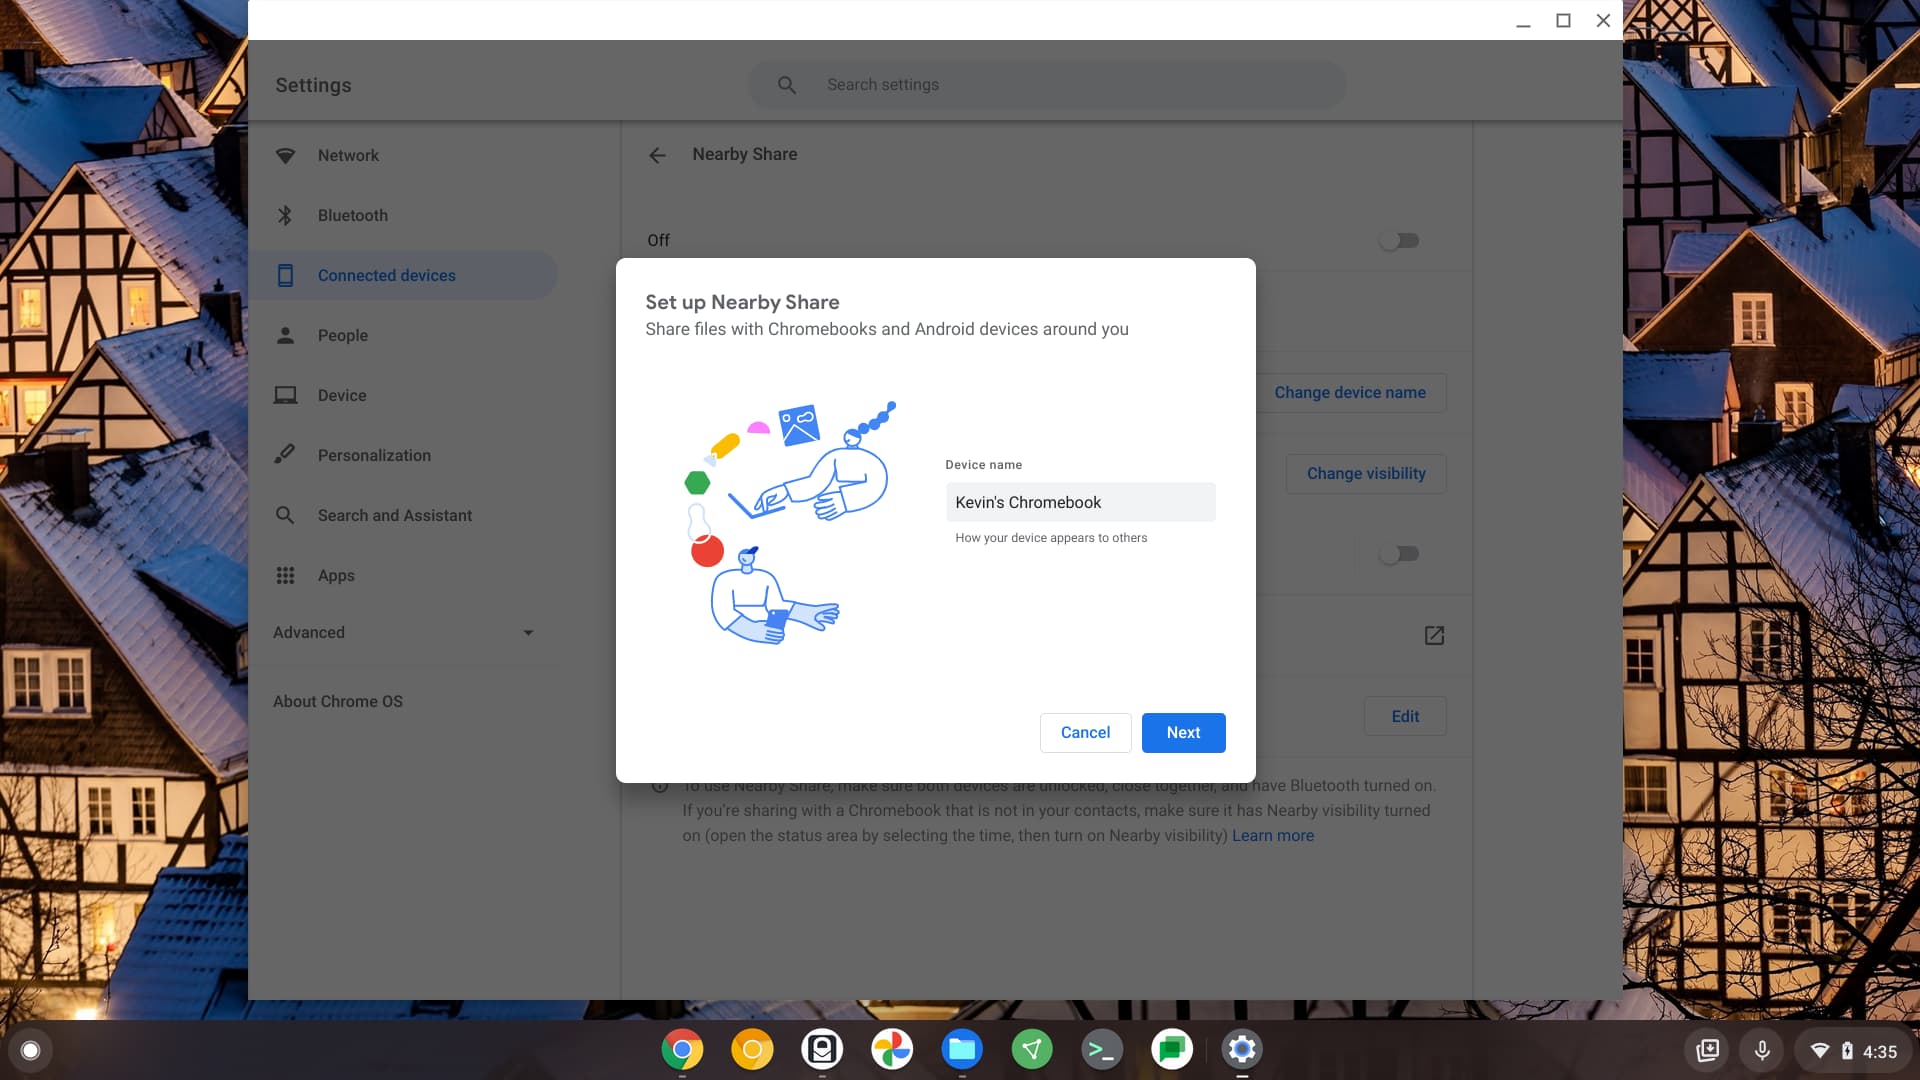 Settings
Search settings
Network
Bluetooth
Connected devices
People
Device
Personalization
Search and Assistant
Apps
Advanced
About Chrome OS
Nearby Share
Off
Change device name
Change visibility
Edit
Set up Nearby Share
Share files with Chromebooks and Android devices around you
Device name
Kevin's Chromebook
How your device appears to others
Cancel
Next
To use Nearby Share, make sure both devices are unlocked, close together, and have Bluetooth turned on.
If you're sharing with a Chromebook that is not in your contacts, make sure it has Nearby visibility turned
on (open the status area by selecting the time, then turn on Nearby visibility) Learn more
4:35